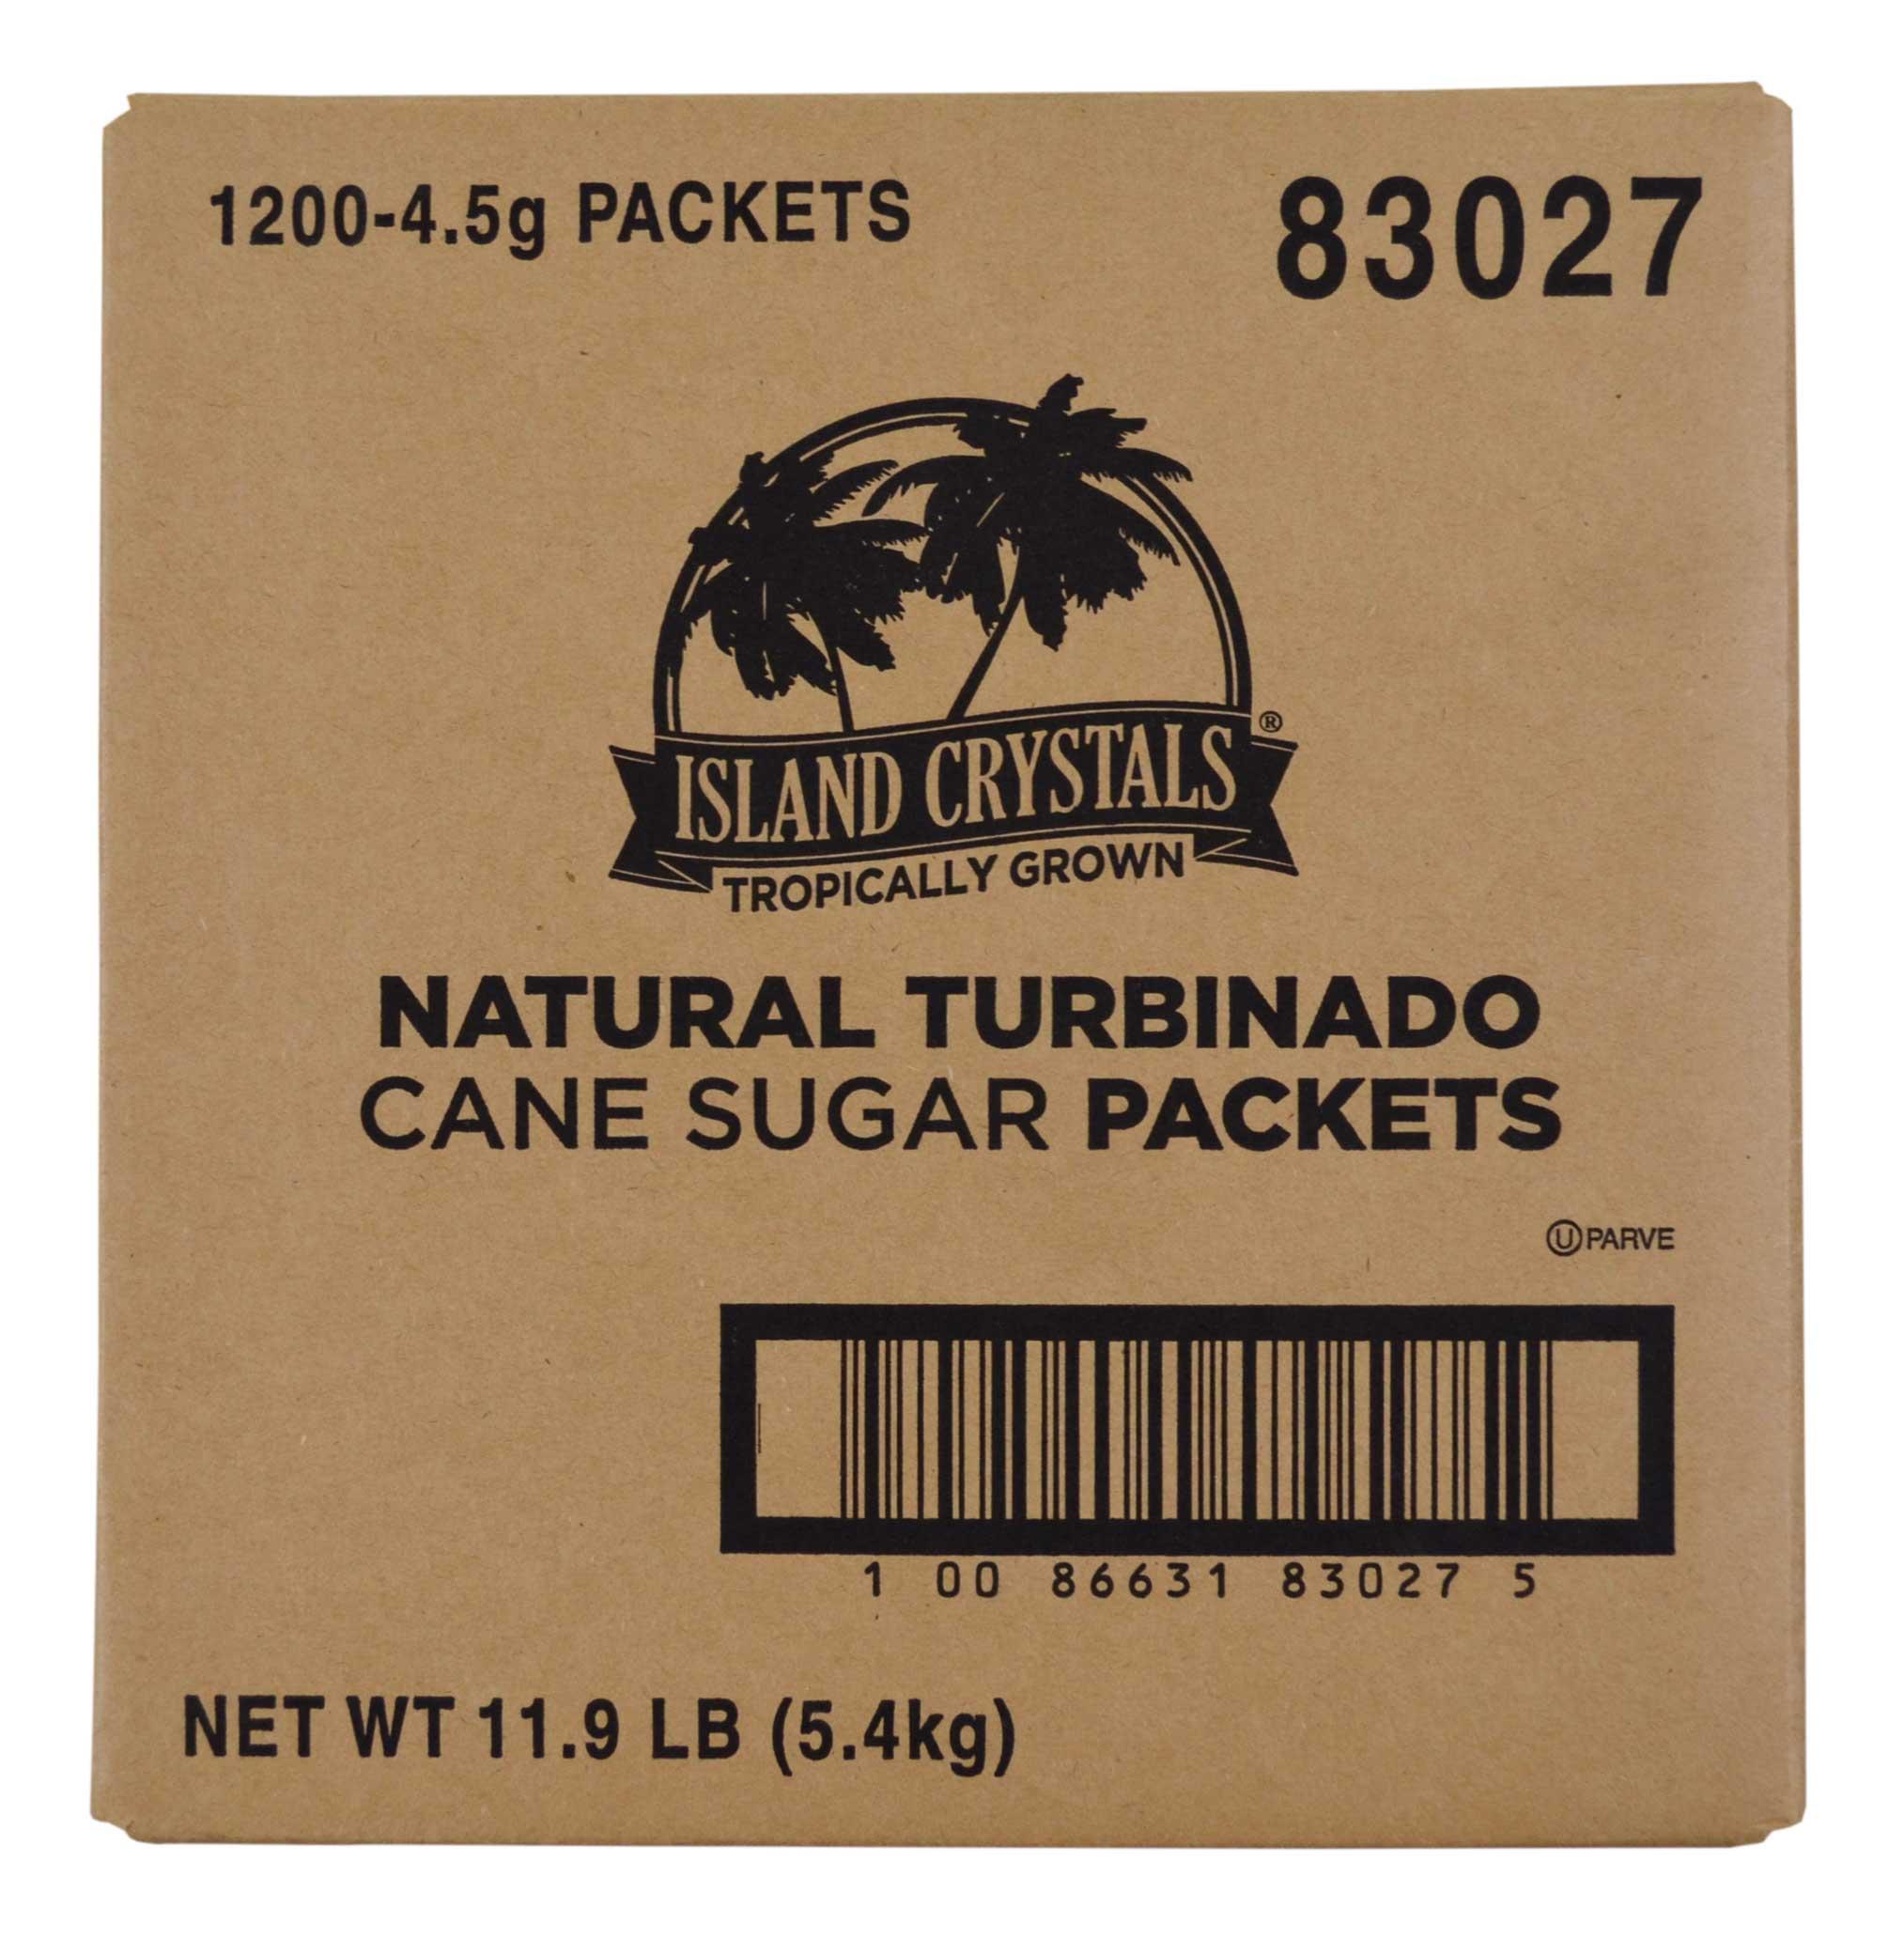 1200-4.5g PACKETS
83027
ISLAND CRYSTALS®
TROPICALLY GROWN
NATURAL TURBINADO
CANE SUGAR PACKETS
Ⓤ PARVE
1 00 86631 83027 5
NET WT 11.9 LB (5.4kg)